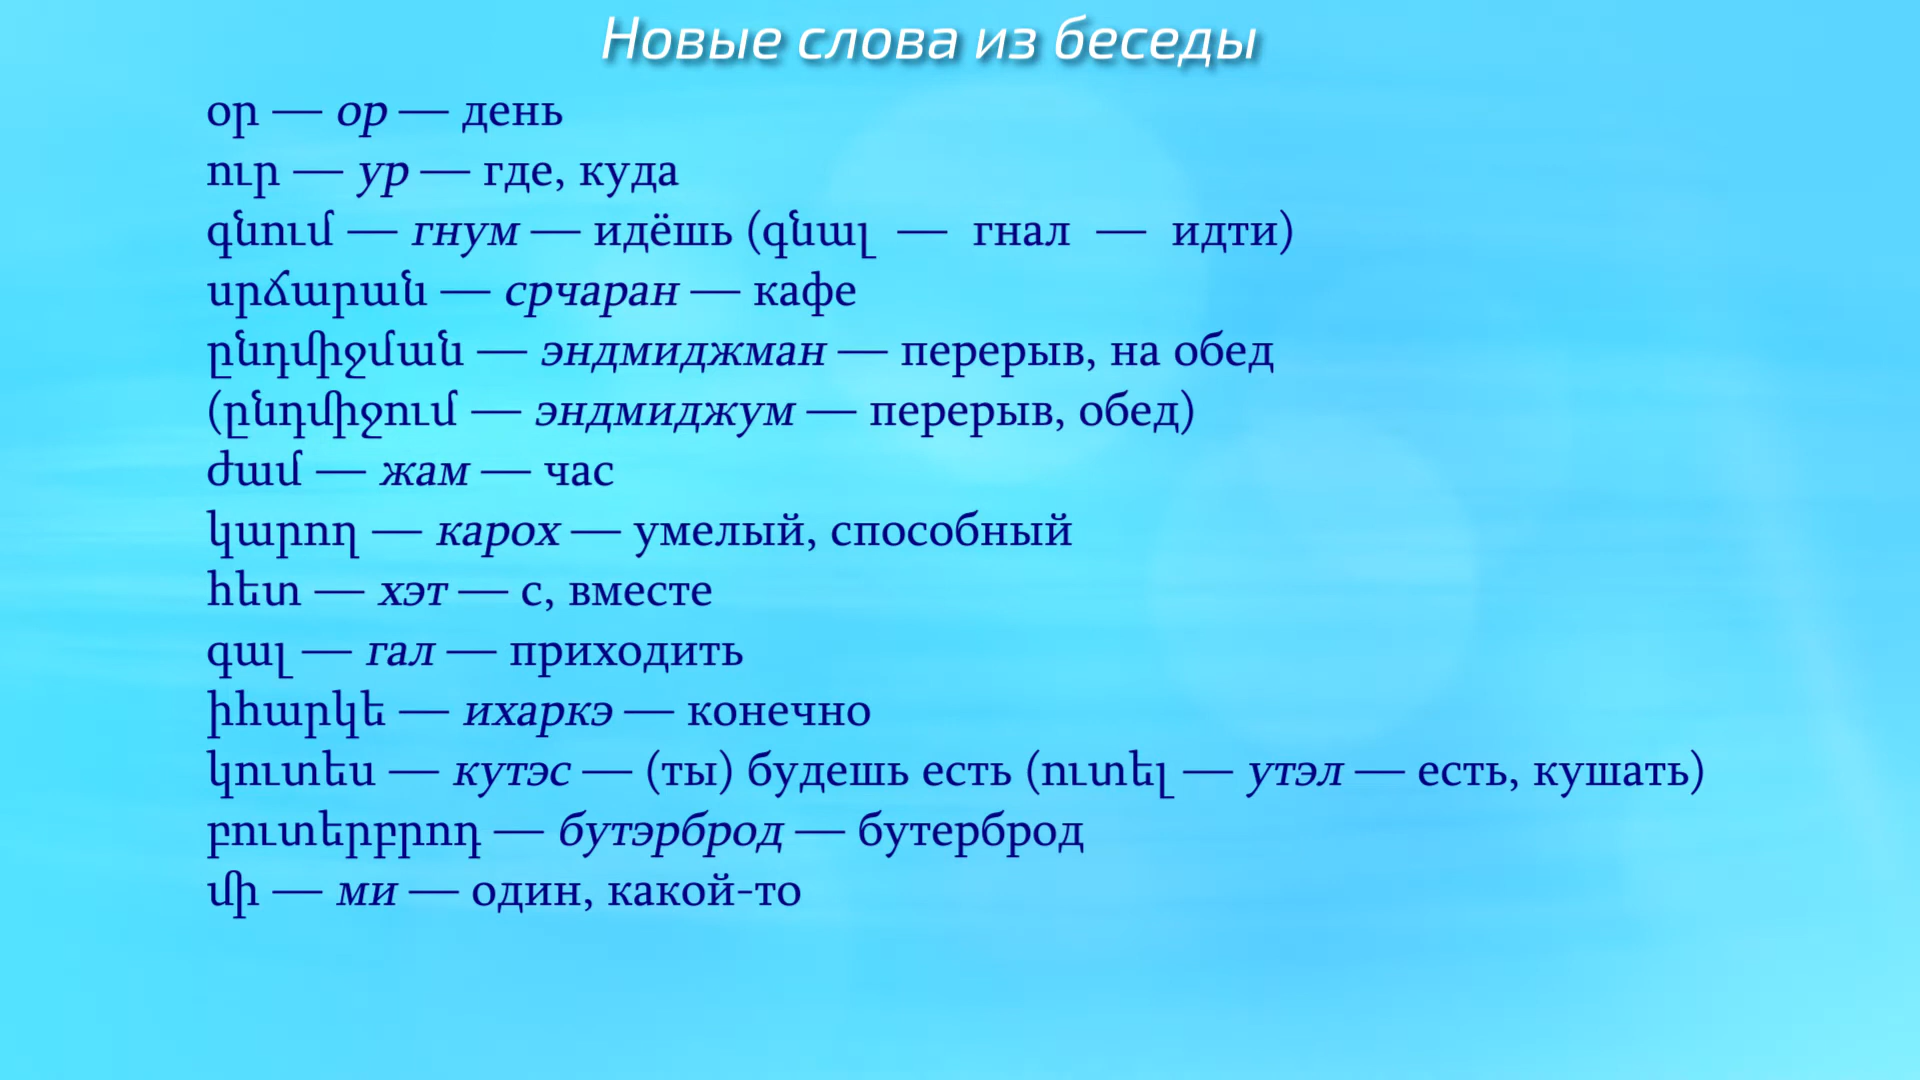 Новые слова из беседы
օր — ор — день
ուր — ур — где, куда
գնում — гнум — идёшь (գնալ — гнал — идти)
սրճարան — срчаран — кафе
ընդմիջման — эндмиджман — перерыв, на обед
(ընդմիջում — эндмиджум — перерыв, обед)
ժամ — жам — час
կարող — карох — умелый, способный
հետ — хэт — с, вместе
գալ — гал — приходить
իհարկե — ихаркэ — конечно
կուտես — кутэс — (ты) будешь есть (ուտել — утэл — есть, кушать)
բուտերբրոդ — бутэрброд — бутерброд
մի — ми — один, какой-то